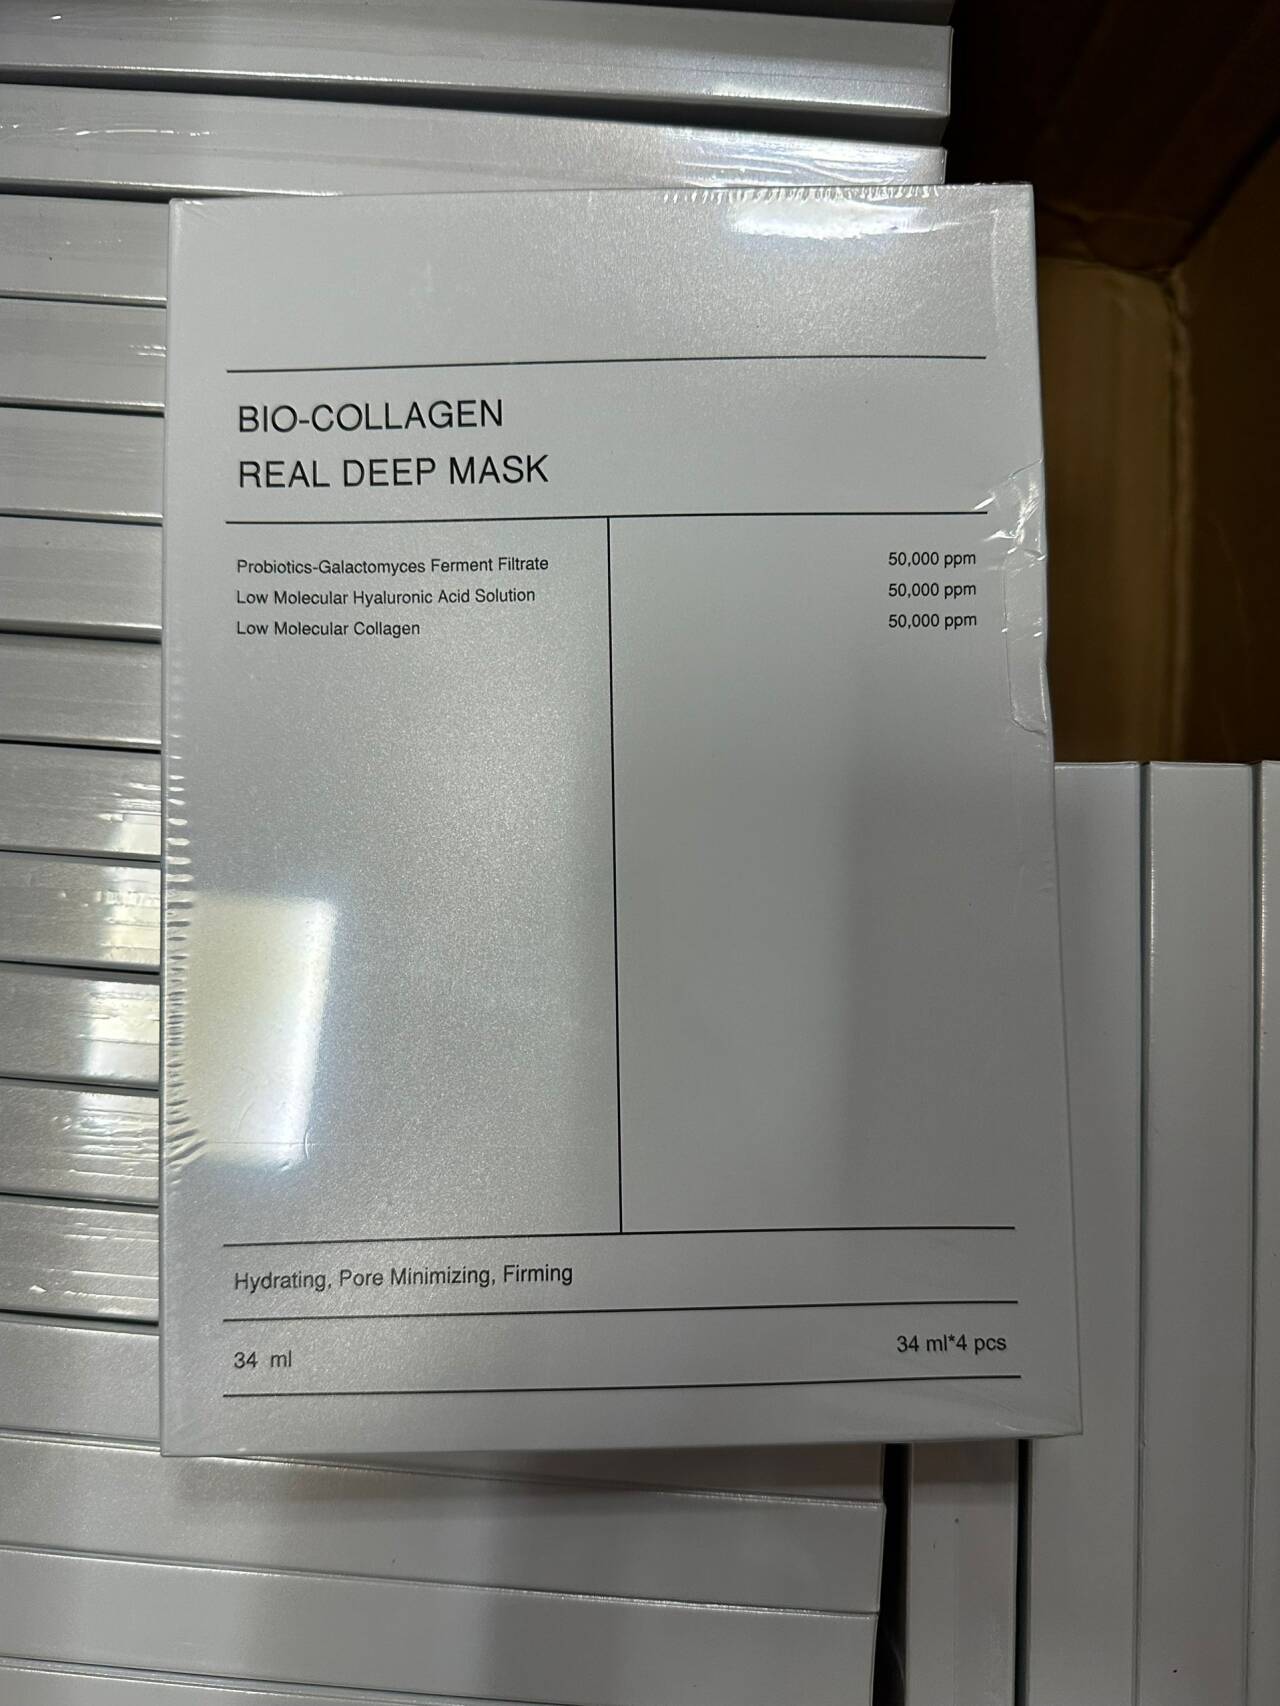 BIO-COLLAGEN
REAL DEEP MASK
Probiotics-Galactomyces Ferment Filtrate 50,000 ppm
Low Molecular Hyaluronic Acid Solution 50,000 ppm
Low Molecular Collagen 50,000 ppm
Hydrating, Pore Minimizing, Firming
34 ml 34 ml*4 pcs